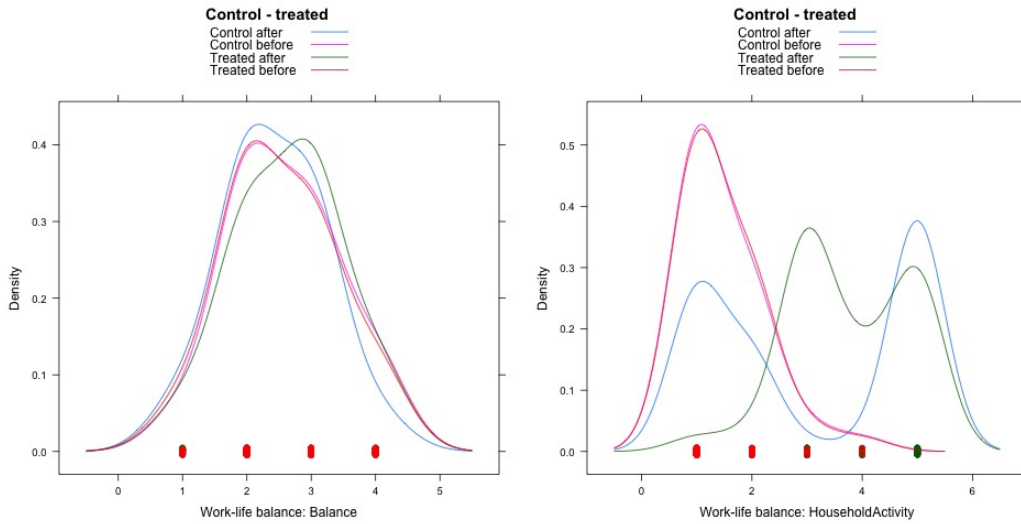 Control - treated
Control after
Control before
Treated after
Treated before
0.4
0.3
0.2
0.1
0.0
Density
0 1 2 3 4 5
Work-life balance: Balance
Control - treated
Control after
Control before
Treated after
Treated before
0.5
0.4
0.3
0.2
0.1
0.0
Density
0 2 4 6
Work-life balance: HouseholdActivity